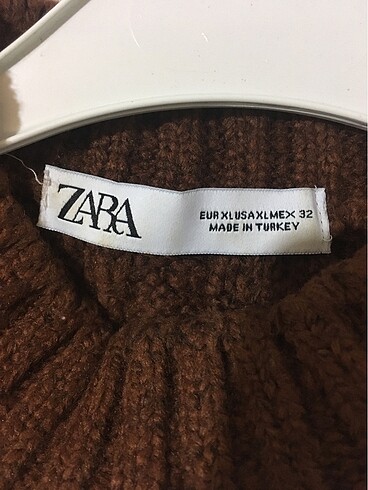 ZARA
EUR XL USA XL MEX 32
MADE IN TURKEY